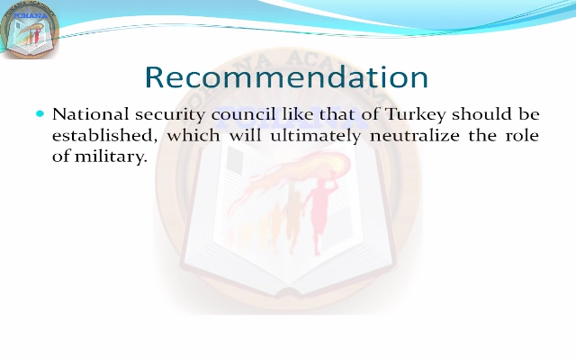 Recommendation
National security council like that of Turkey should be
established, which will ultimately neutralize the role
of military.